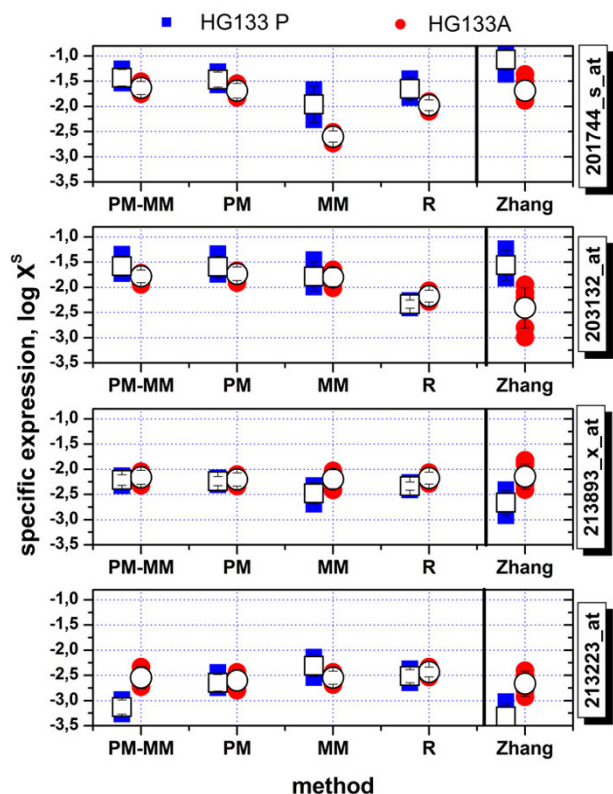 HG133 P HG133A
-1,0
-1,5
-2,0
-2,5
-3,0
-3,5
PM-MM PM MM R Zhang
201744_s_at
-1,0
-1,5
-2,0
-2,5
-3,0
-3,5
PM-MM PM MM R Zhang
203132_at
-1,0
-1,5
-2,0
-2,5
-3,0
-3,5
PM-MM PM MM R Zhang
213893_x_at
-1,0
-1,5
-2,0
-2,5
-3,0
-3,5
PM-MM PM MM R Zhang
213223_at
specific expression, log X^s
method